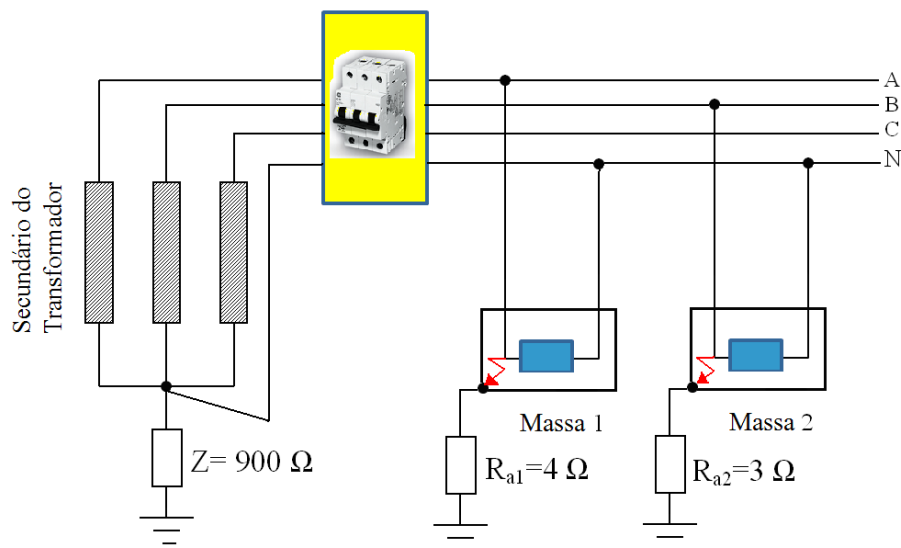 A
B
C
N
Secundário do
Transformador
Massa 1
Massa 2
Z= 900 Ω
Ra1=4 Ω
Ra2=3 Ω